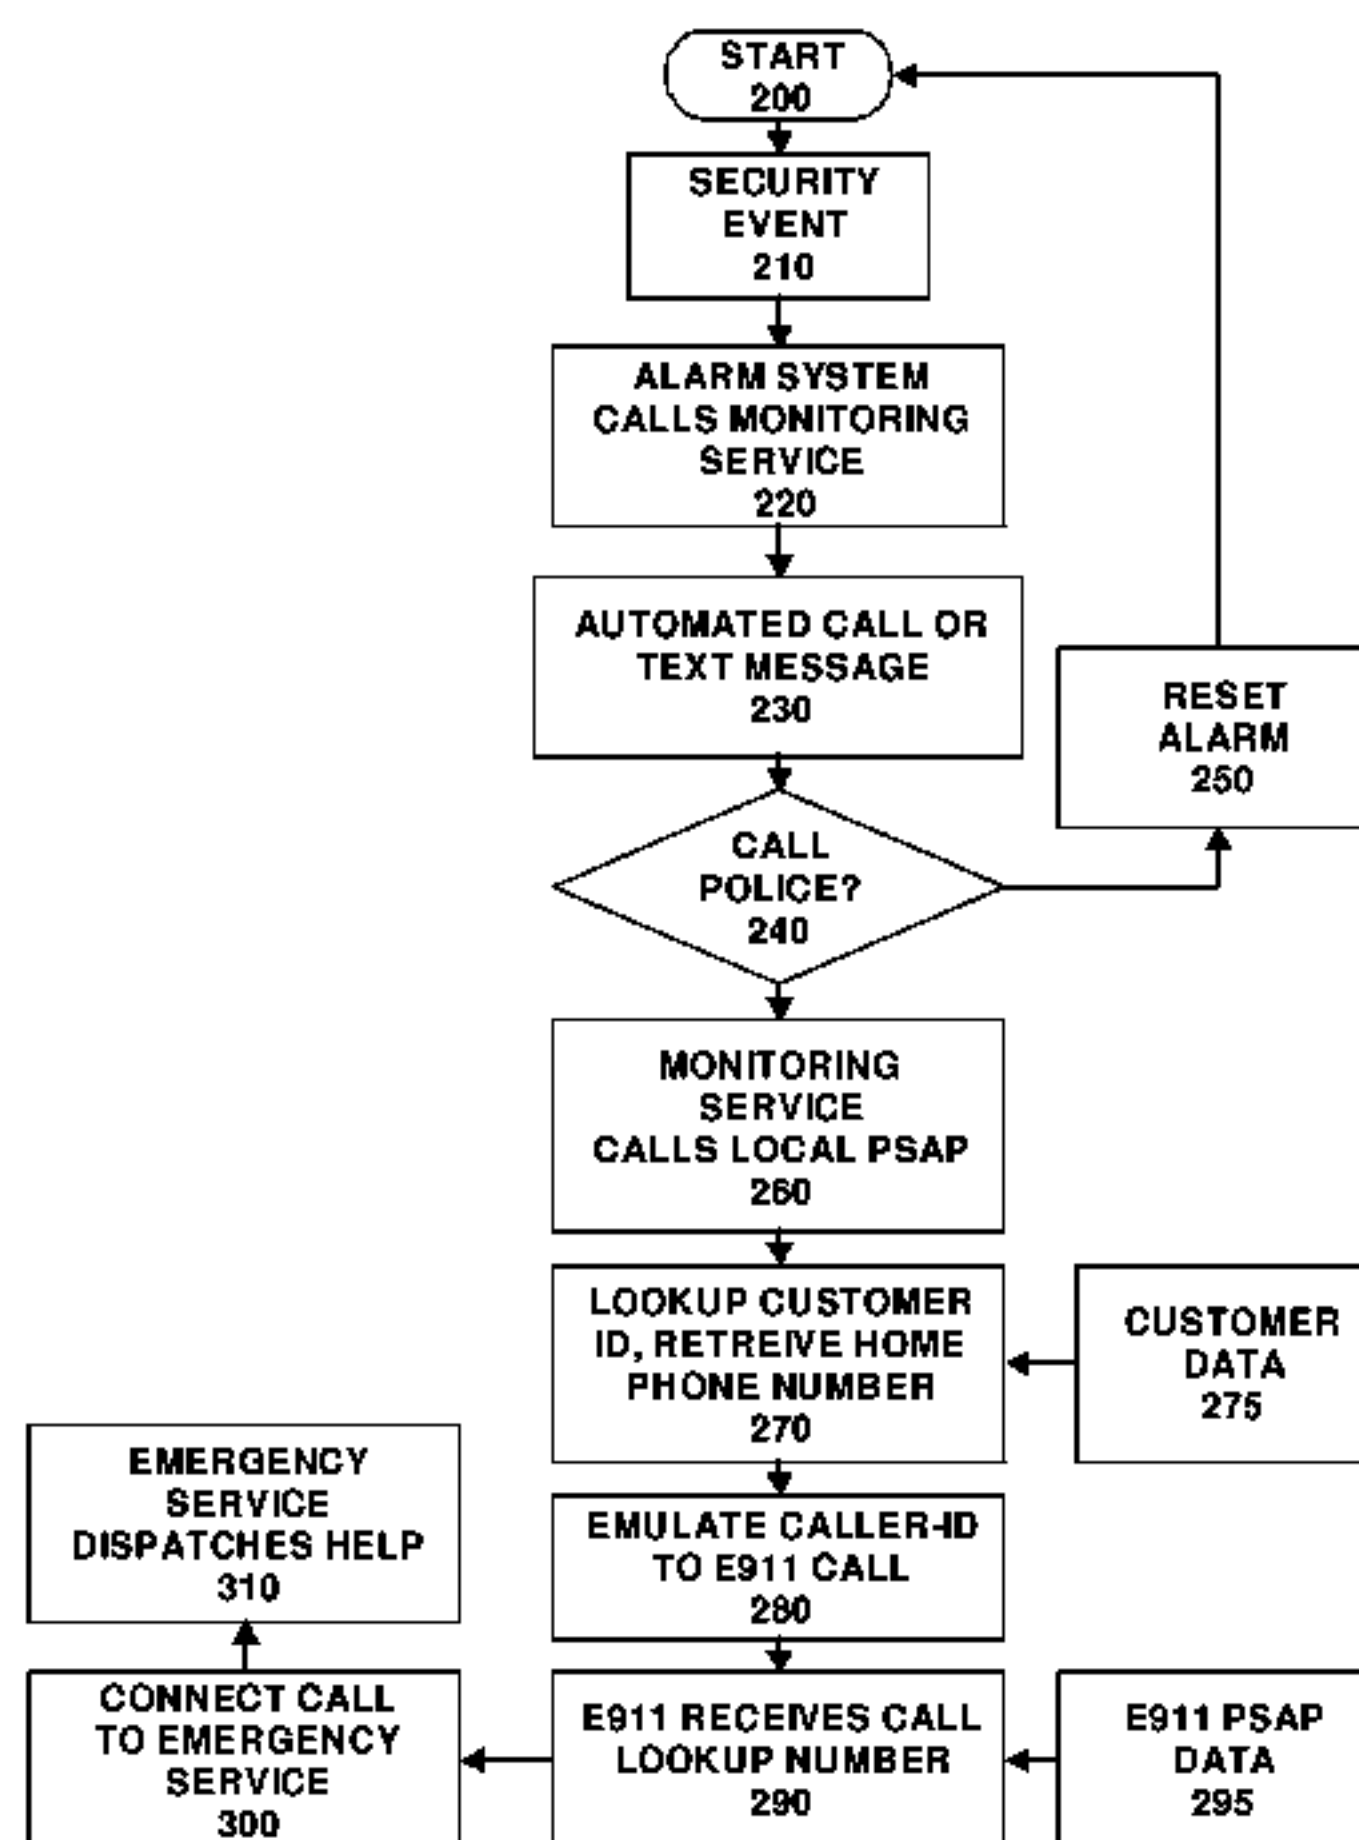 START
200
SECURITY
EVENT
210
ALARM SYSTEM
CALLS MONITORING
SERVICE
220
AUTOMATED CALL OR
TEXT MESSAGE
230
RESET
ALARM
250
CALL
POLICE?
240
MONITORING
SERVICE
CALLS LOCAL PSAP
260
LOOKUP CUSTOMER
ID, RETREIVE HOME
PHONE NUMBER
270
CUSTOMER
DATA
275
EMULATE CALLER-ID
TO E911 CALL
280
EMERGENCY
SERVICE
DISPATCHES HELP
310
CONNECT CALL
TO EMERGENCY
SERVICE
300
E911 RECEIVES CALL
LOOKUP NUMBER
290
E911 PSAP
DATA
295